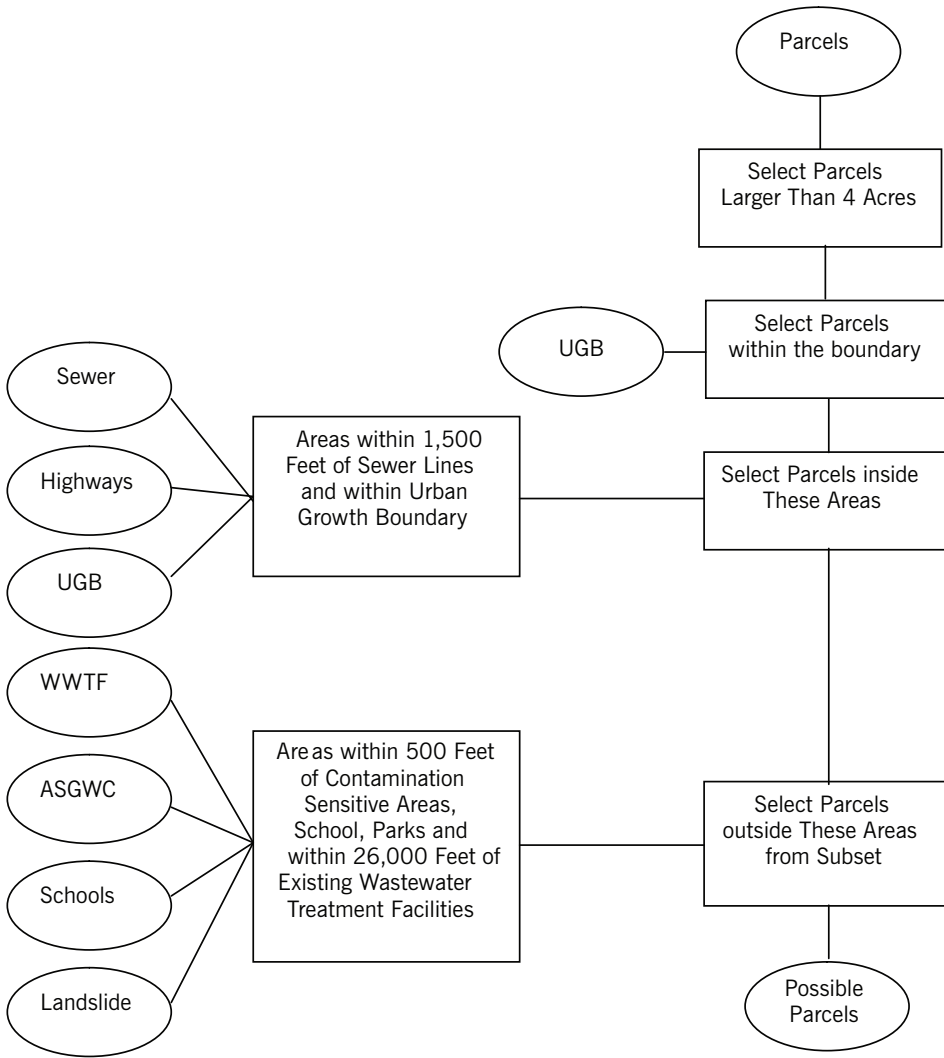 Parcels
Select Parcels
Larger Than 4 Acres
UGB
Select Parcels
within the boundary
Sewer
Highways
UGB
Areas within 1,500
Feet of Sewer Lines
and within Urban
Growth Boundary
Select Parcels inside
These Areas
WWTF
ASGWC
Schools
Landslide
Areas within 500 Feet
of Contamination
Sensitive Areas,
School, Parks and
within 26,000 Feet of
Existing Wastewater
Treatment Facilities
Select Parcels
outside These Areas
from Subset
Possible
Parcels